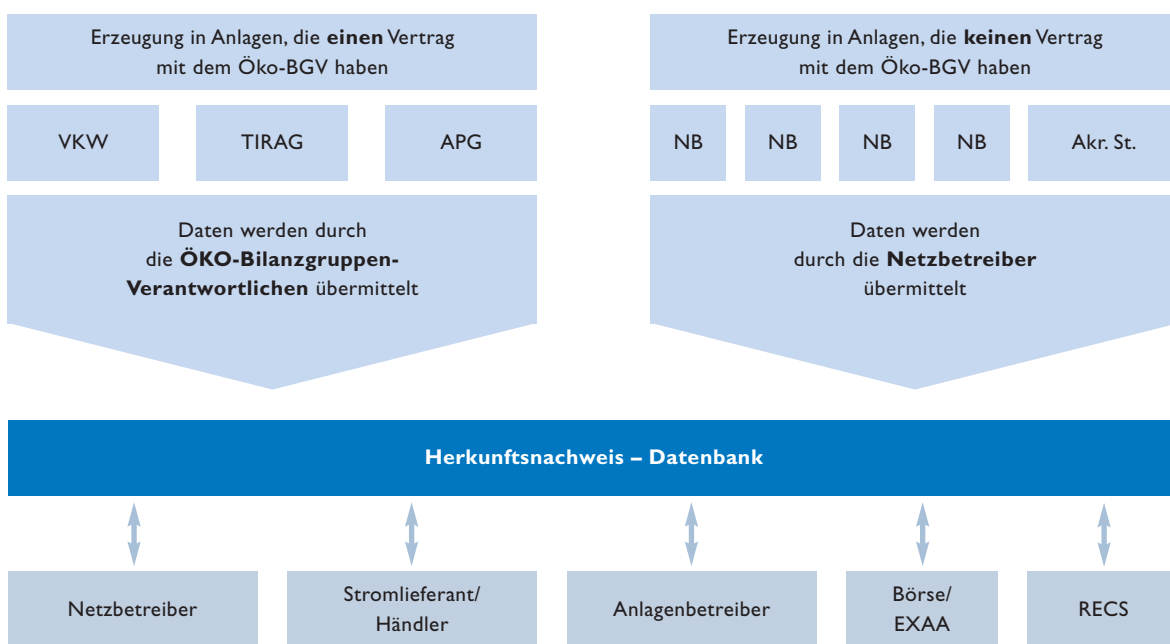 Erzeugung in Anlagen, die einen Vertrag
mit dem Öko-BGV haben
VKW
TIRAG
APG
Daten werden durch
die ÖKO-Bilanzgruppen-
Verantwortlichen übermittelt
Erzeugung in Anlagen, die keinen Vertrag
mit dem Öko-BGV haben
NB
NB
NB
NB
Akr. St.
Daten werden
durch die Netzbetreiber
übermittelt
Herkunftsnachweis – Datenbank
Netzbetreiber
Stromlieferant/
Händler
Anlagenbetreiber
Börse/
EXAA
RECS